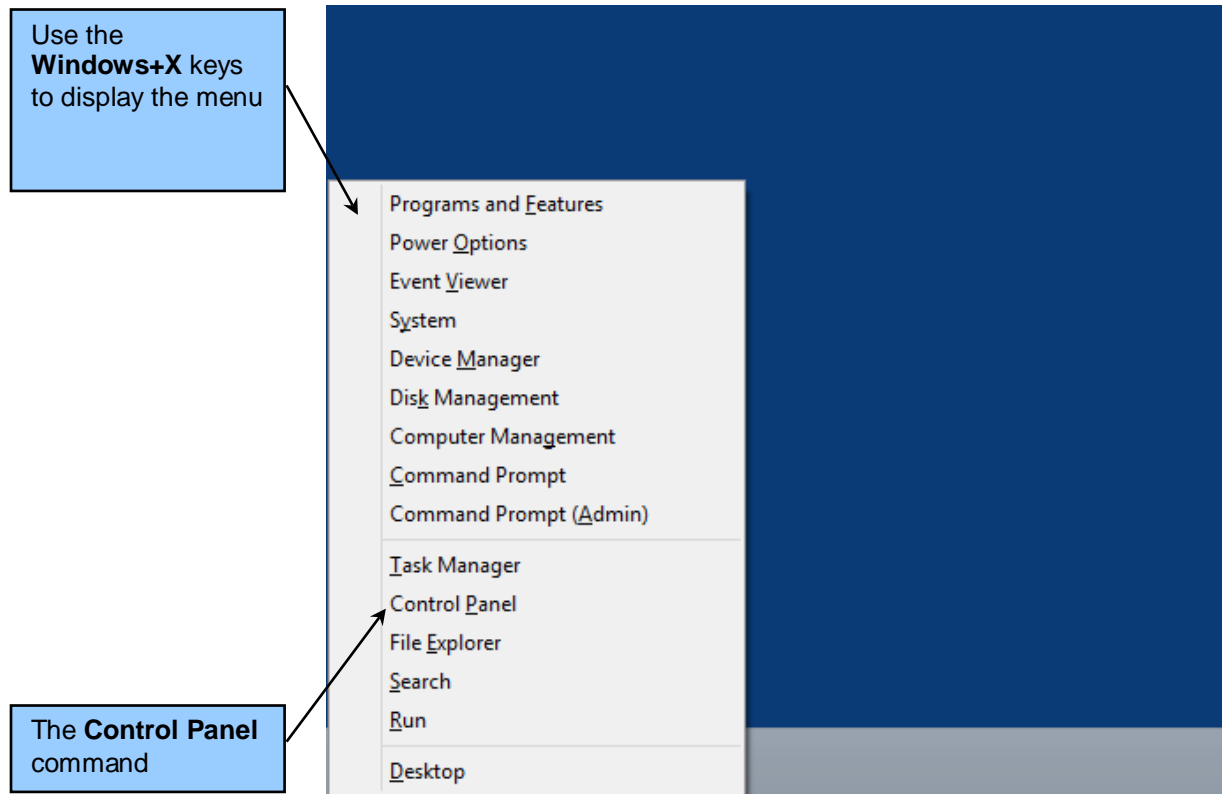 Use the
Windows+X keys
to display the menu
Programs and Features
Power Options
Event Viewer
System
Device Manager
Disk Management
Computer Management
Command Prompt
Command Prompt (Admin)
Task Manager
Control Panel
File Explorer
Search
Run
Desktop
The Control Panel
command